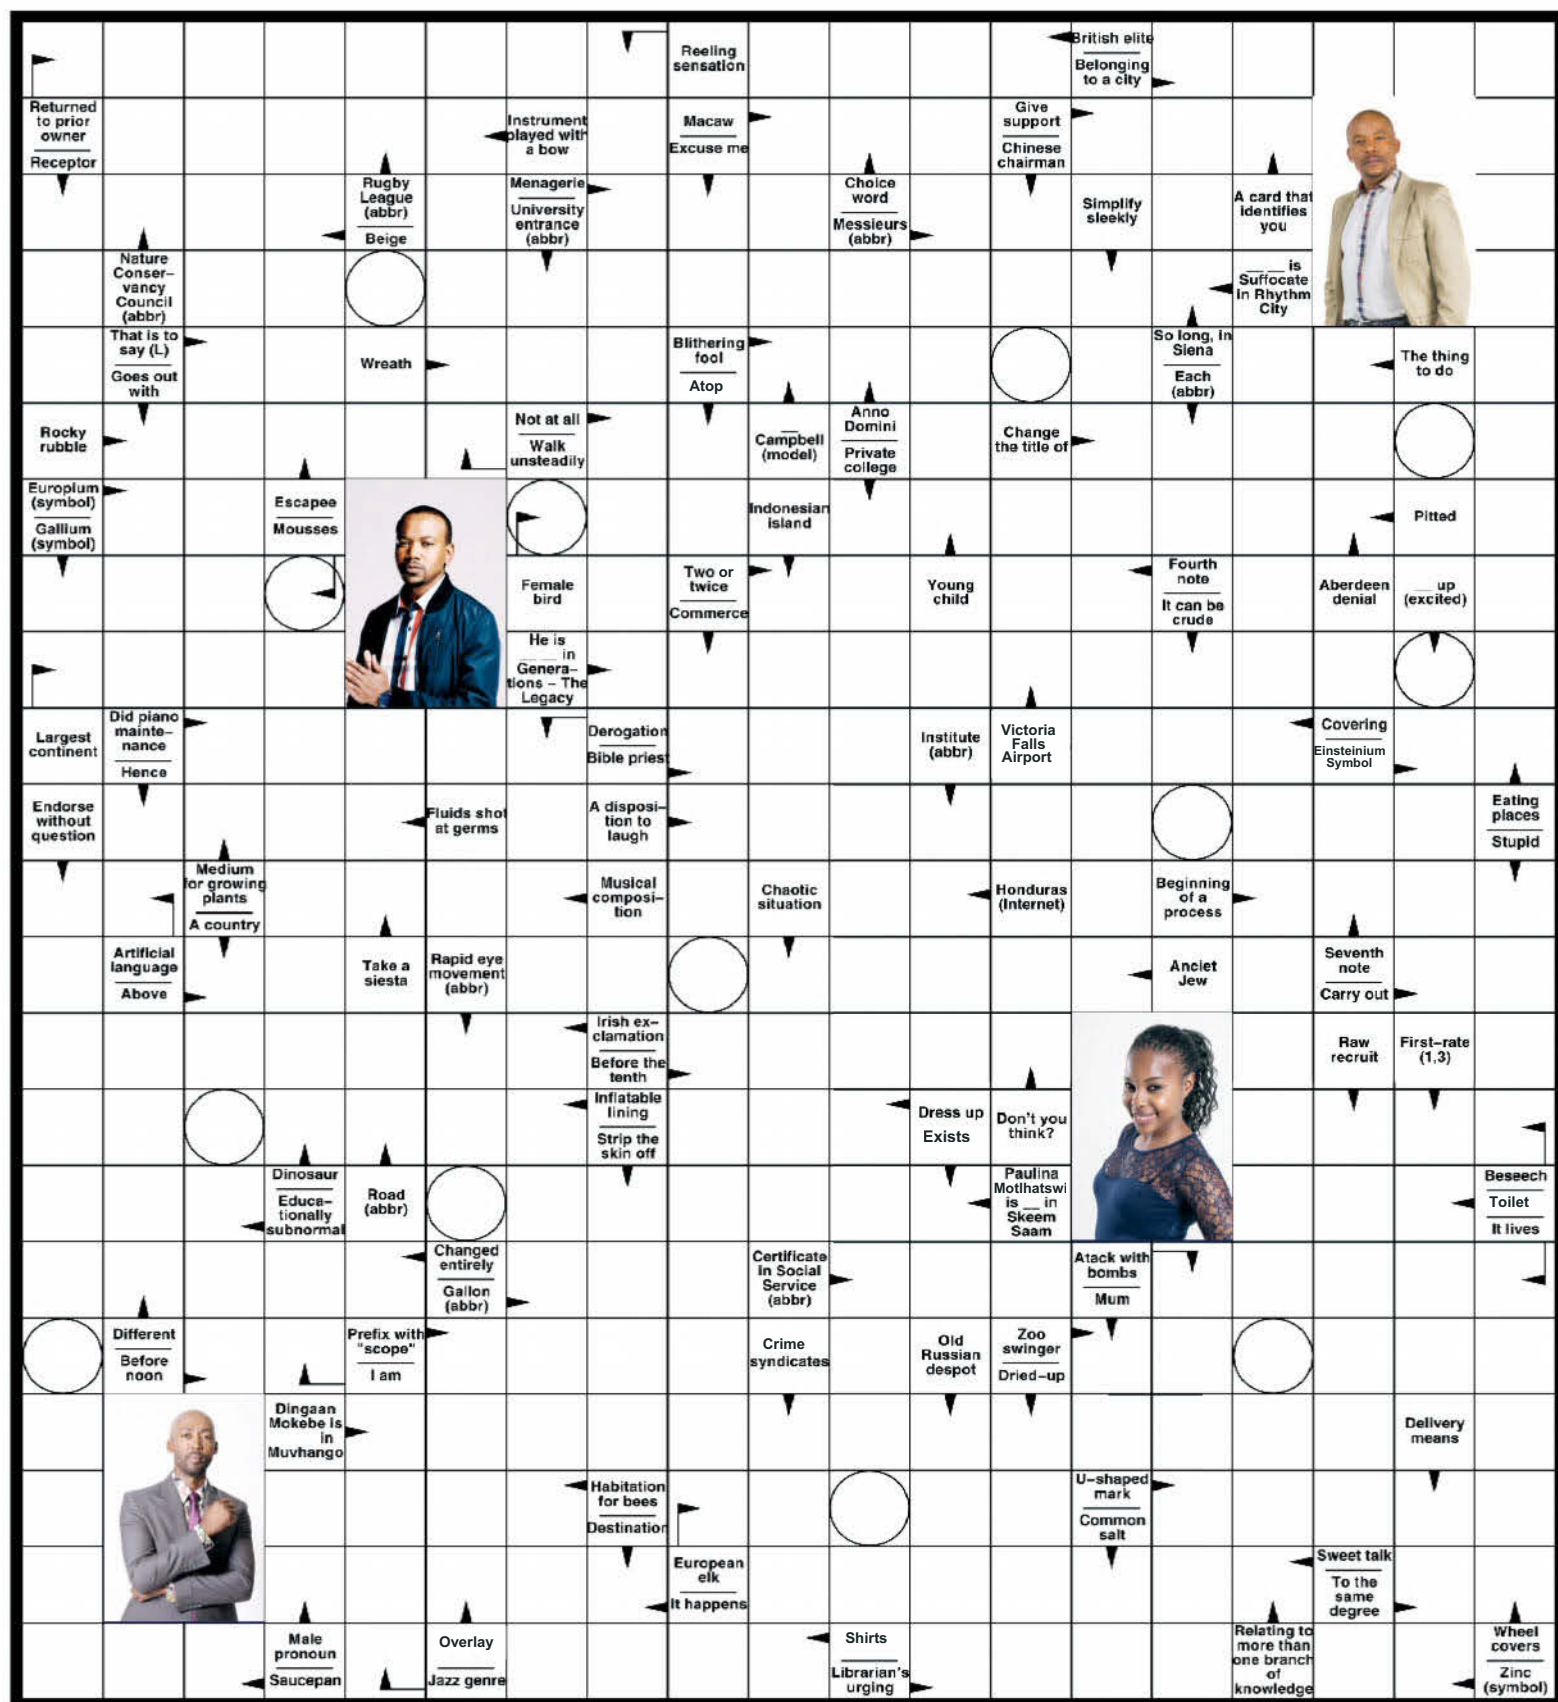 Reeling
sensation
British elite
Belonging
to a city
Returned
to prior
owner
Receptor
Instrument
played with
a bow
Macaw
Excuse me
Give
support
Chinese
chairman
Rugby
League
(abbr)
Beige
Menagerie
University
entrance
(abbr)
Choice
word
Messieurs
(abbr)
Simplify
sleekly
A card that
identifies
you
Nature
Conser-
vancy
Council
(abbr)
__ __ is
Suffocate
in Rhythm
City
That is to
say (L)
Goes out
with
Wreath
Blithering
fool
Atop
So long, in
Siena
Each
(abbr)
The thing
to do
Rocky
rubble
Not at all
Walk
unsteadily
__
Campbell
(model)
Anno
Domini
Private
college
Change
the title of
Europium
(symbol)
Gallium
(symbol)
Escapee
Mousses
Indonesian
island
Pitted
Female
bird
Two or
twice
Commerce
Young
child
Fourth
note
It can be
crude
Aberdeen
denial
__ up
(excited)
He is
__ __ in
Genera-
tions – The
Legacy
Largest
continent
Did piano
mainte-
nance
Hence
Derogation
Bible priest
Institute
(abbr)
Victoria
Falls
Airport
Covering
Einsteinium
Symbol
Endorse
without
question
Fluids shot
at germs
A disposi-
tion to
laugh
Eating
places
Stupid
Medium
for growing
plants
A country
Musical
composi-
tion
Chaotic
situation
Honduras
(Internet)
Beginning
of a
process
Artificial
language
Above
Take a
siesta
Rapid eye
movement
(abbr)
Anciet
Jew
Seventh
note
Carry out
Irish ex-
clamation
Before the
tenth
Raw
recruit
First-rate
(1,3)
Inflatable
lining
Strip the
skin off
Dress up
Exists
Don't you
think?
Dinosaur
Educa-
tionally
subnormal
Road
(abbr)
Paulina
Motlhatswi
is __ in
Skeem
Saam
Beseech
Toilet
It lives
Changed
entirely
Gallon
(abbr)
Certificate
in Social
Service
(abbr)
Atack with
bombs
Mum
Different
Before
noon
Prefix with
"scope"
I am
Crime
syndicates
Old
Russian
despot
Zoo
swinger
Dried-up
Dingaan
Mokebe is
in
Muvhango
Delivery
means
Habitation
for bees
Destination
U-shaped
mark
Common
salt
European
elk
It happens
Sweet talk
To the
same
degree
Male
pronoun
Saucepan
Overlay
Jazz genre
Shirts
Librarian's
urging
Relating to
more than
one branch
of
knowledge
Wheel
covers
Zinc
(symbol)